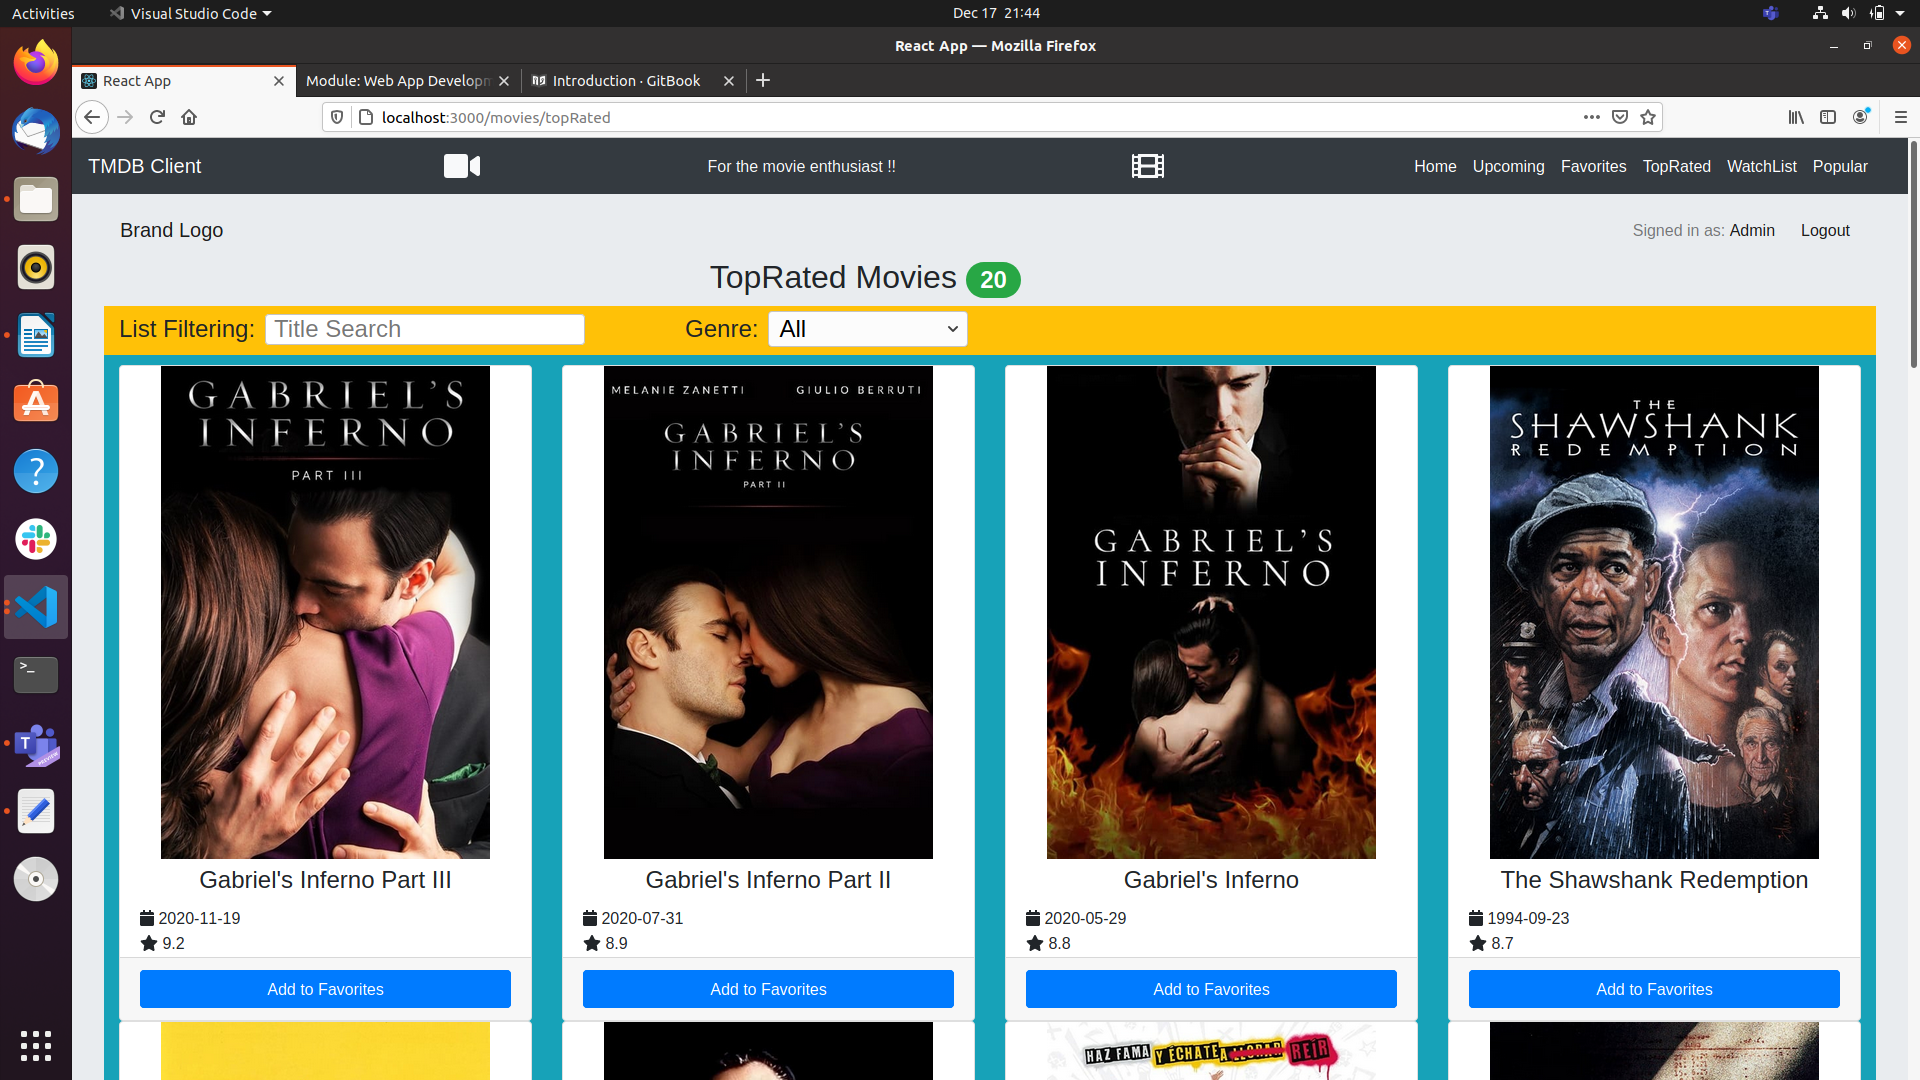 Activities
Visual Studio Code
Dec 17 21:44
React App — Mozilla Firefox
React App
Module: Web App Developm
Introduction · GitBook
localhost:3000/movies/topRated
TMDB Client
For the movie enthusiast !!
Home
Upcoming
Favorites
TopRated
WatchList
Popular
Brand Logo
Signed in as: Admin
Logout
TopRated Movies 20
List Filtering:
Title Search
Genre:
All
GABRIEL'S
INFERNO
PART III
MELANIE ZANETTI
GIULIO BERRUTI
GABRIEL'S
INFERNO
PART II
GABRIEL'S
INFERNO
THE
SHAWSHANK
REDEMPTION
Gabriel's Inferno Part III
2020-11-19
9.2
Add to Favorites
Gabriel's Inferno Part II
2020-07-31
8.9
Add to Favorites
Gabriel's Inferno
2020-05-29
8.8
Add to Favorites
The Shawshank Redemption
1994-09-23
8.7
Add to Favorites
HAZ FAMA Y ÉCHATE A LLORAR REÍR